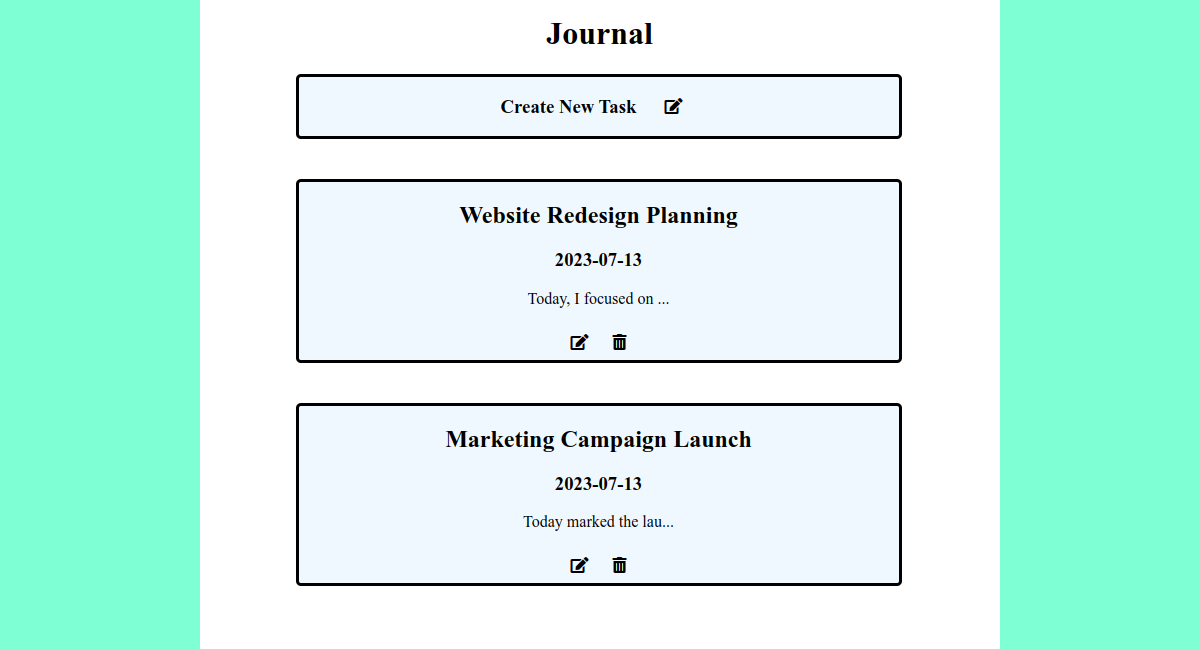 Journal
Create New Task
Website Redesign Planning
2023-07-13
Today, I focused on ...
Marketing Campaign Launch
2023-07-13
Today marked the lau...